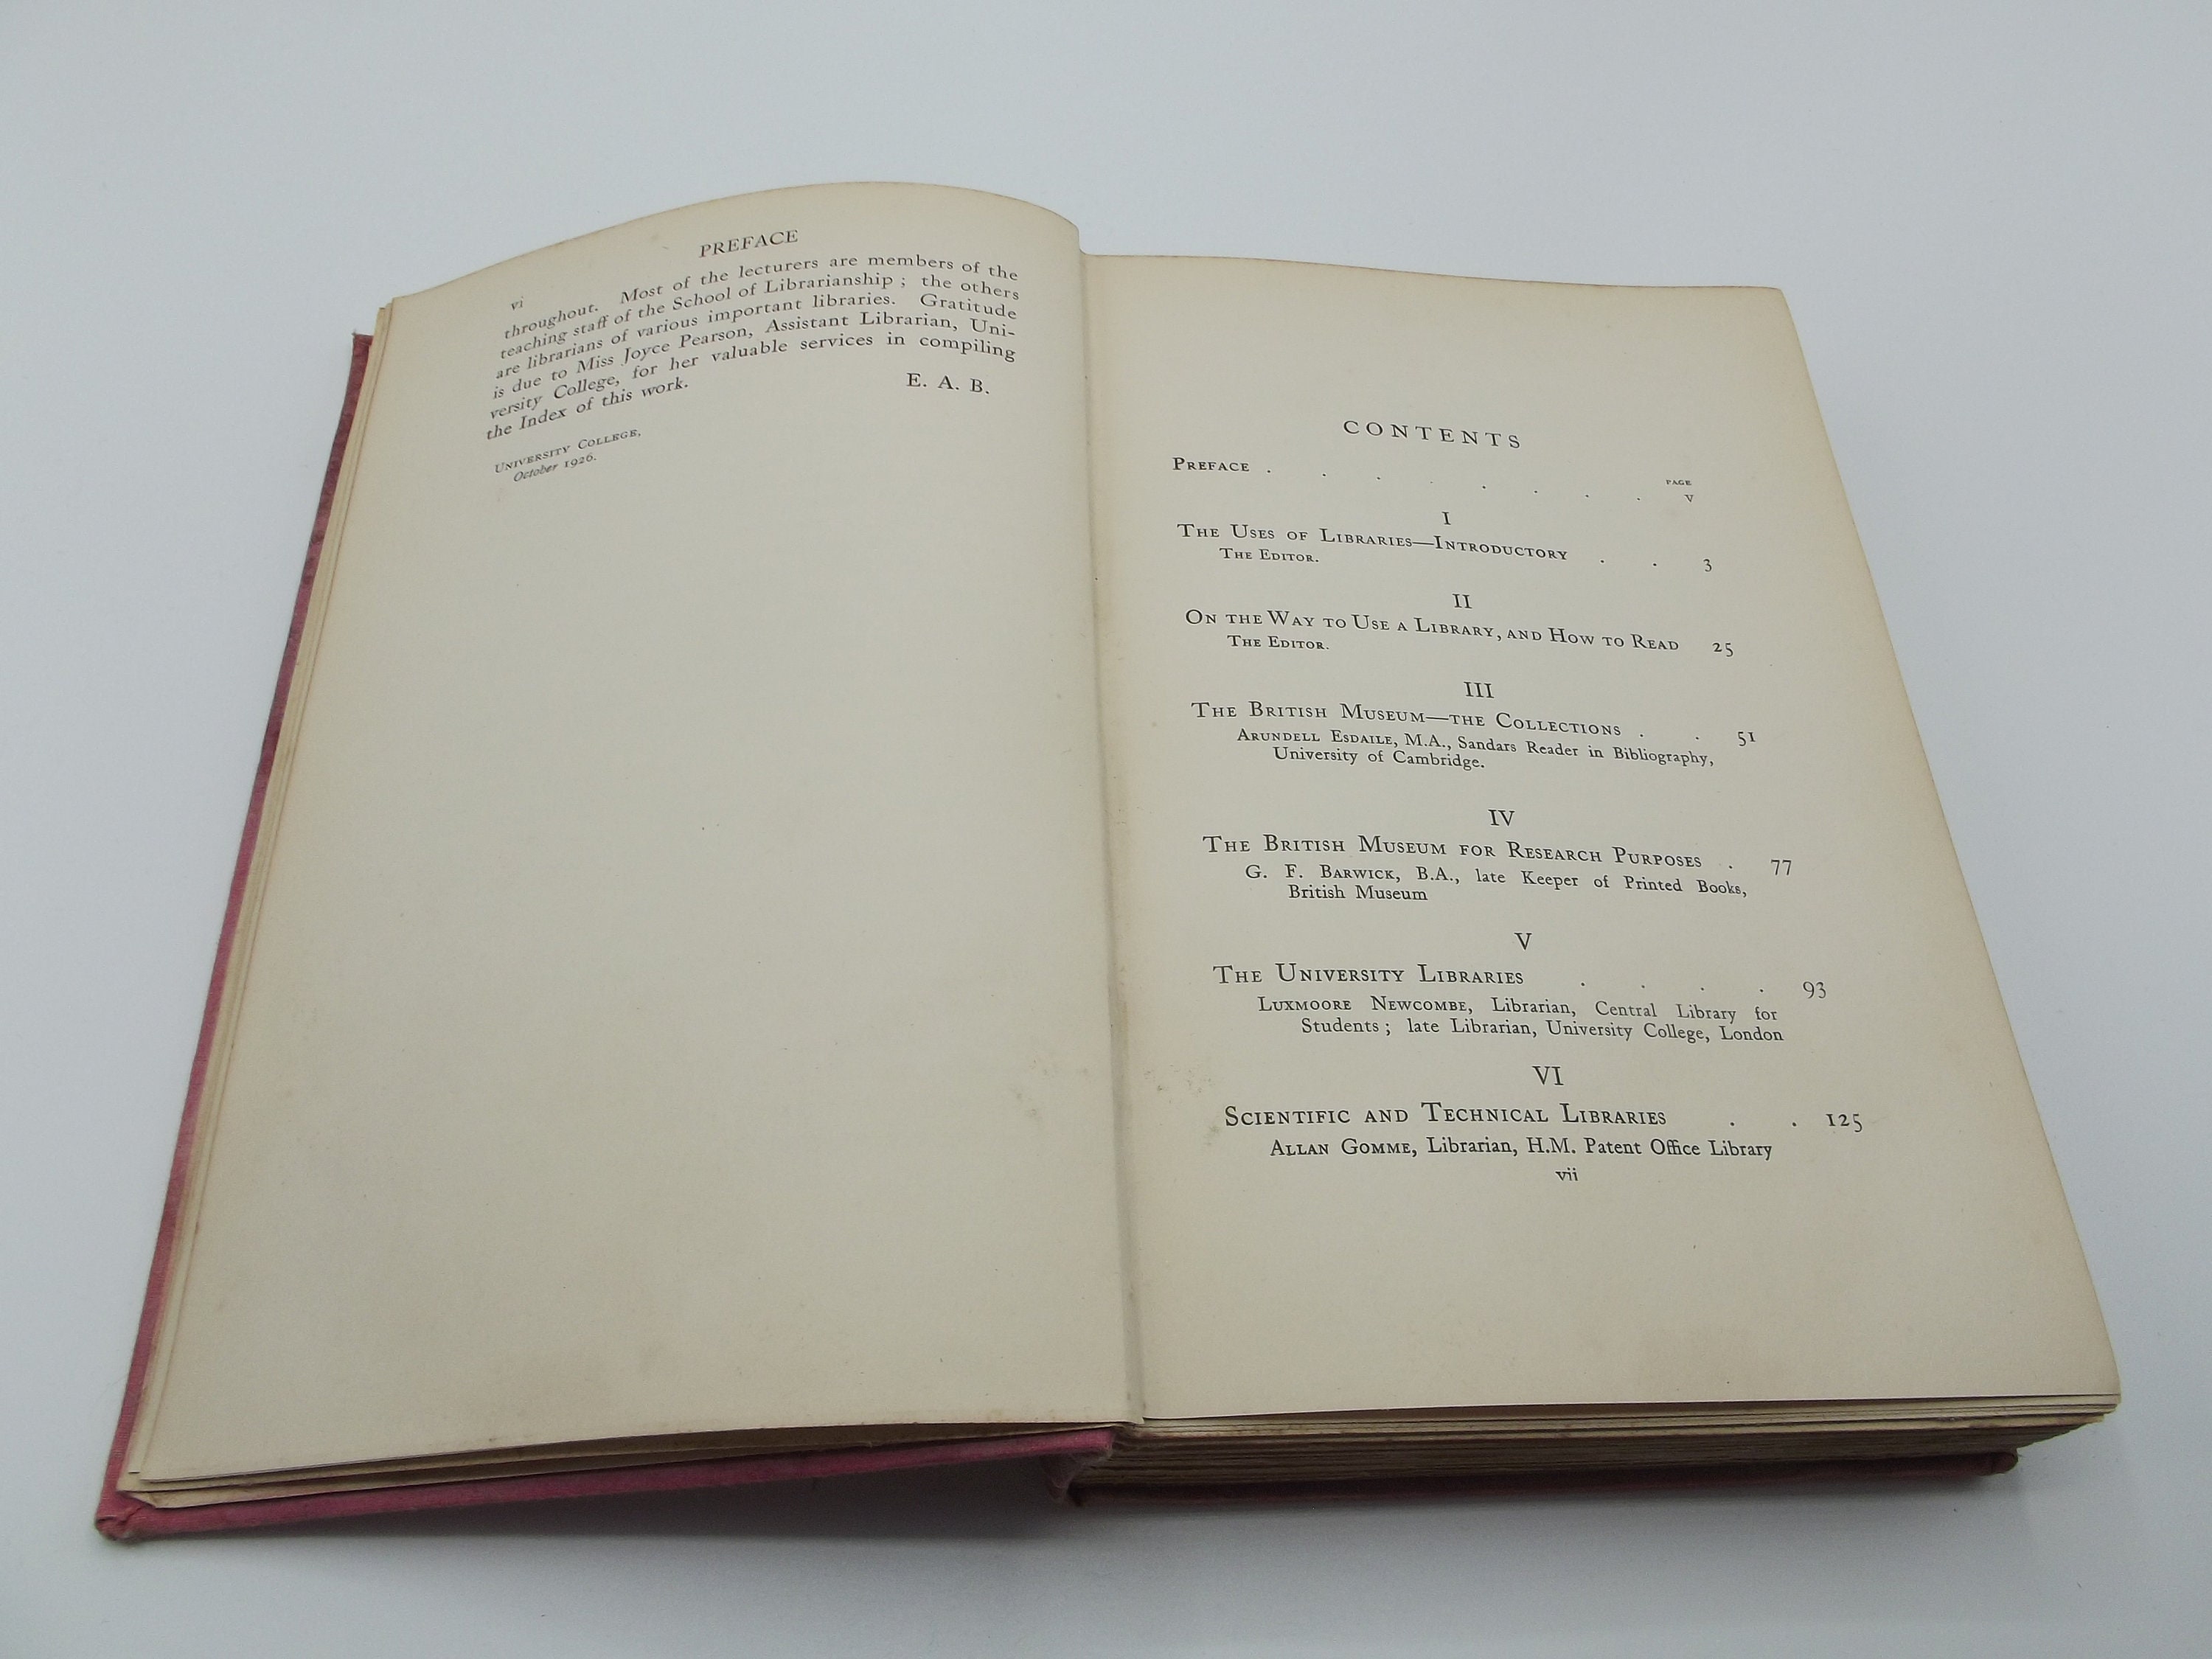 vi
PREFACE
throughout. Most of the lecturers are members of the
teaching staff of the School of Librarianship ; the others
are librarians of various important libraries. Gratitude
is due to Miss Joyce Pearson, Assistant Librarian, Uni-
versity College, for her valuable services in compiling
the Index of this work.
E. A. B.
University College,
October 1926.
CONTENTS
PAGE
Preface . . . . . . . . v
I
The Uses of Libraries—Introductory . . 3
The Editor.
II
On the Way to Use a Library, and How to Read 25
The Editor.
III
The British Museum—the Collections . . 51
Arundell Esdaile, M.A., Sandars Reader in Bibliography,
University of Cambridge.
IV
The British Museum for Research Purposes . 77
G. F. Barwick, B.A., late Keeper of Printed Books,
British Museum
V
The University Libraries . . . . 93
Luxmoore Newcombe, Librarian, Central Library for
Students ; late Librarian, University College, London
VI
Scientific and Technical Libraries . . 125
Allan Gomme, Librarian, H.M. Patent Office Library
vii